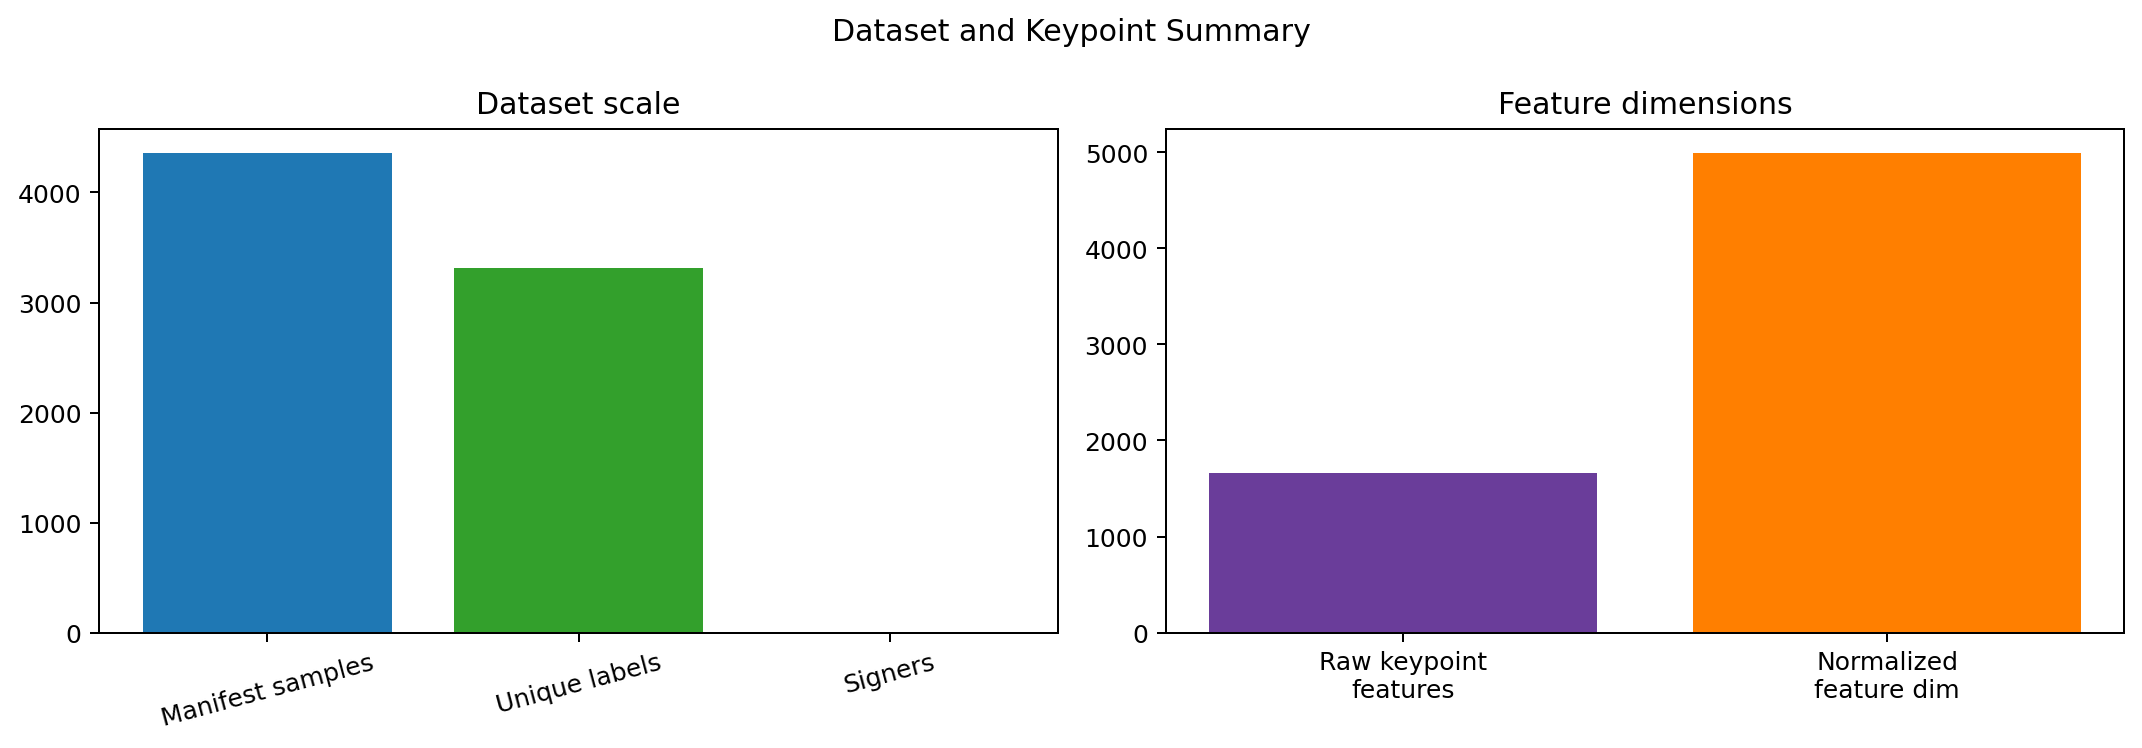 Dataset and Keypoint Summary
Dataset scale
4000
3000
2000
1000
0
Manifest samples
Unique labels
Signers
Feature dimensions
5000
4000
3000
2000
1000
0
Raw keypoint
features
Normalized
feature dim